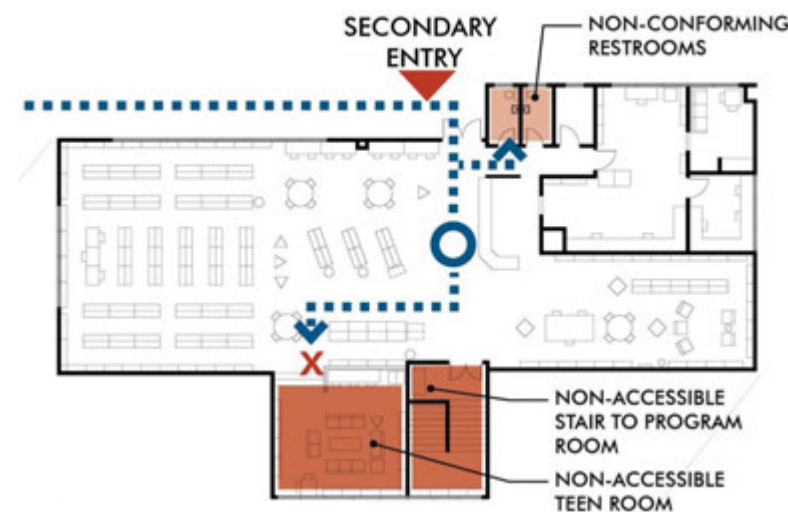 SECONDARY
ENTRY
NON-CONFORMING
RESTROOMS
X
NON-ACCESSIBLE
STAIR TO PROGRAM
ROOM
NON-ACCESSIBLE
TEEN ROOM